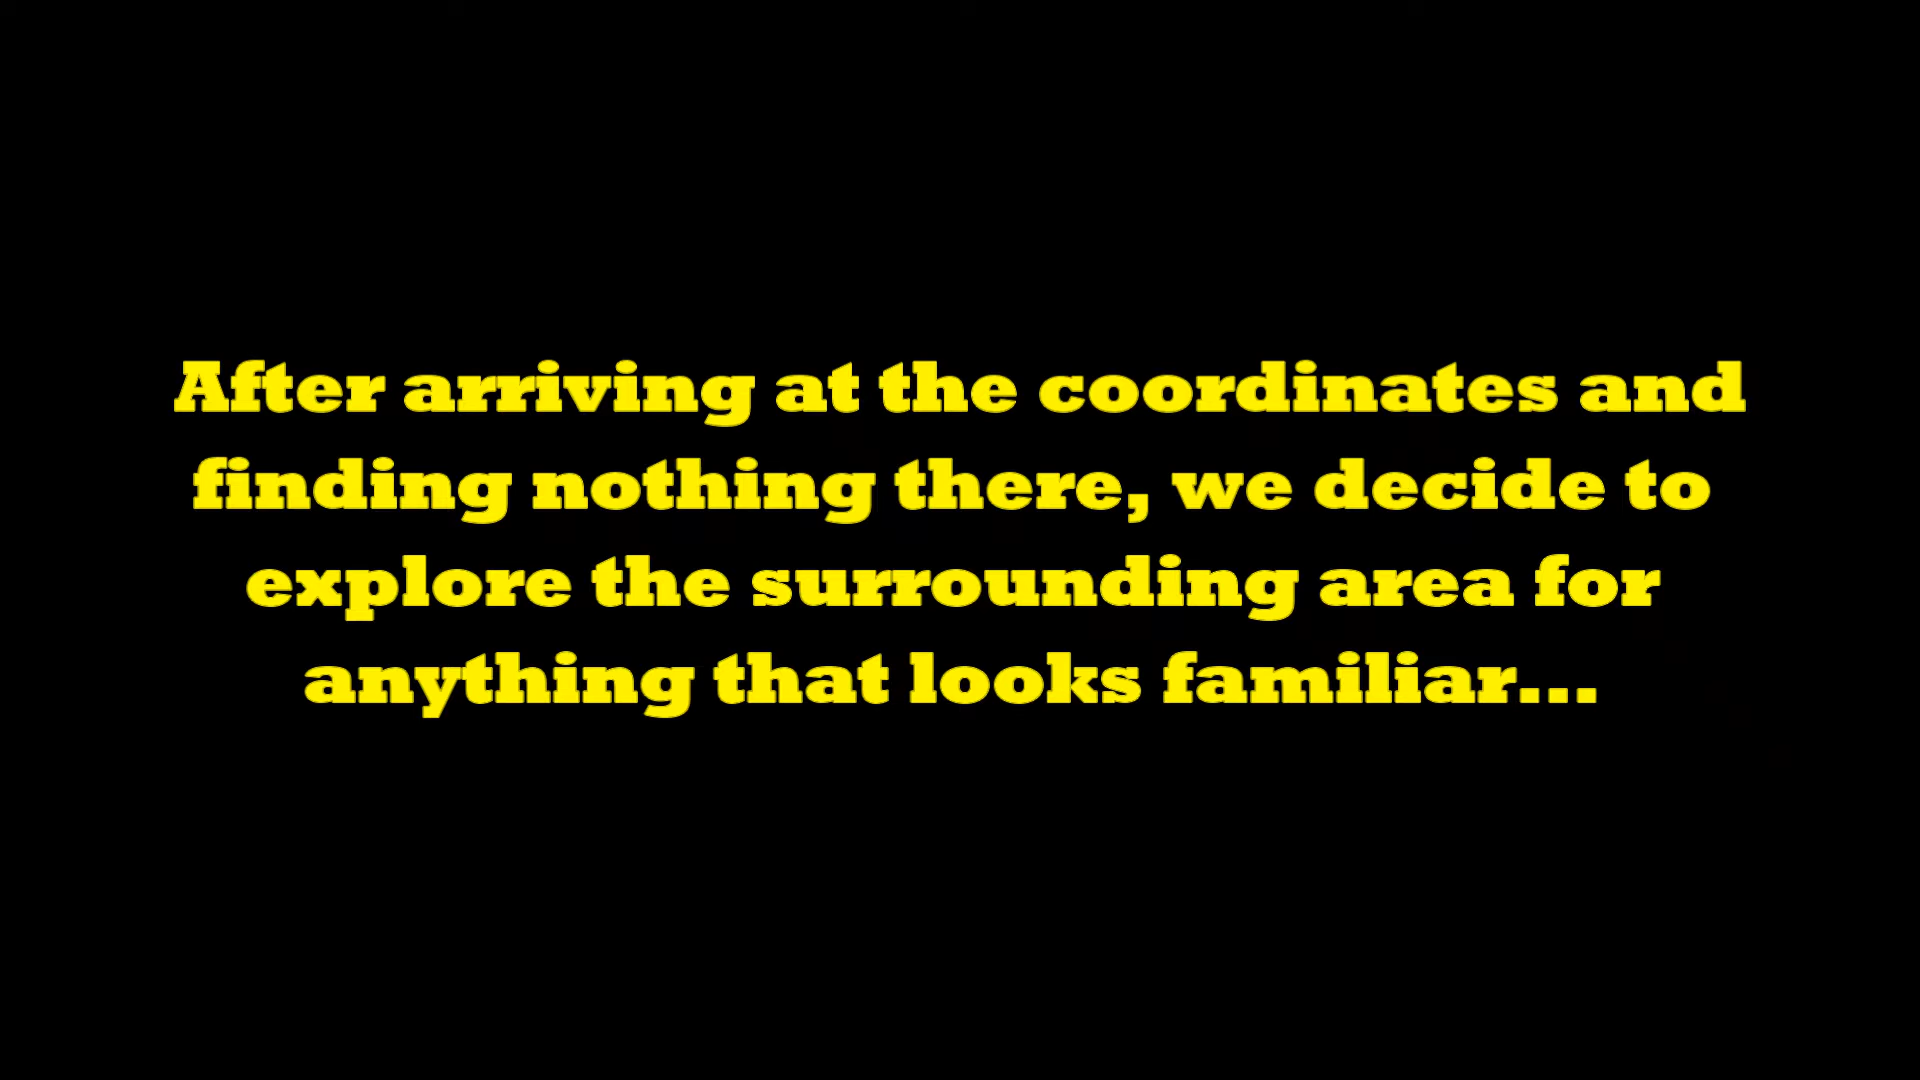 After arriving at the coordinates and
finding nothing there, we decide to
explore the surrounding area for
anything that looks familiar...